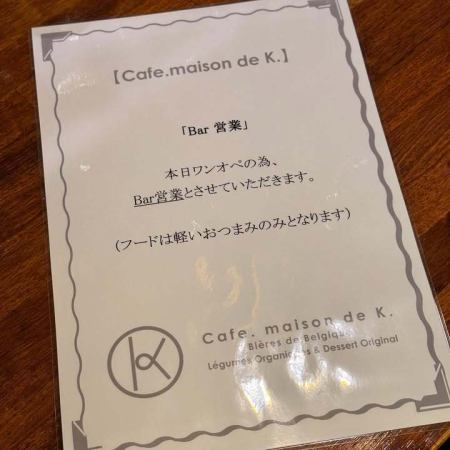 【Cafe.maison de K.】
「Bar 営業」
本日ワンオペの為、
Bar営業とさせていただきます。
(フードは軽いおつまみのみとなります)
K
Cafe. maison de K.
Bières de Belgique
Légumes Organiques & Dessert Original